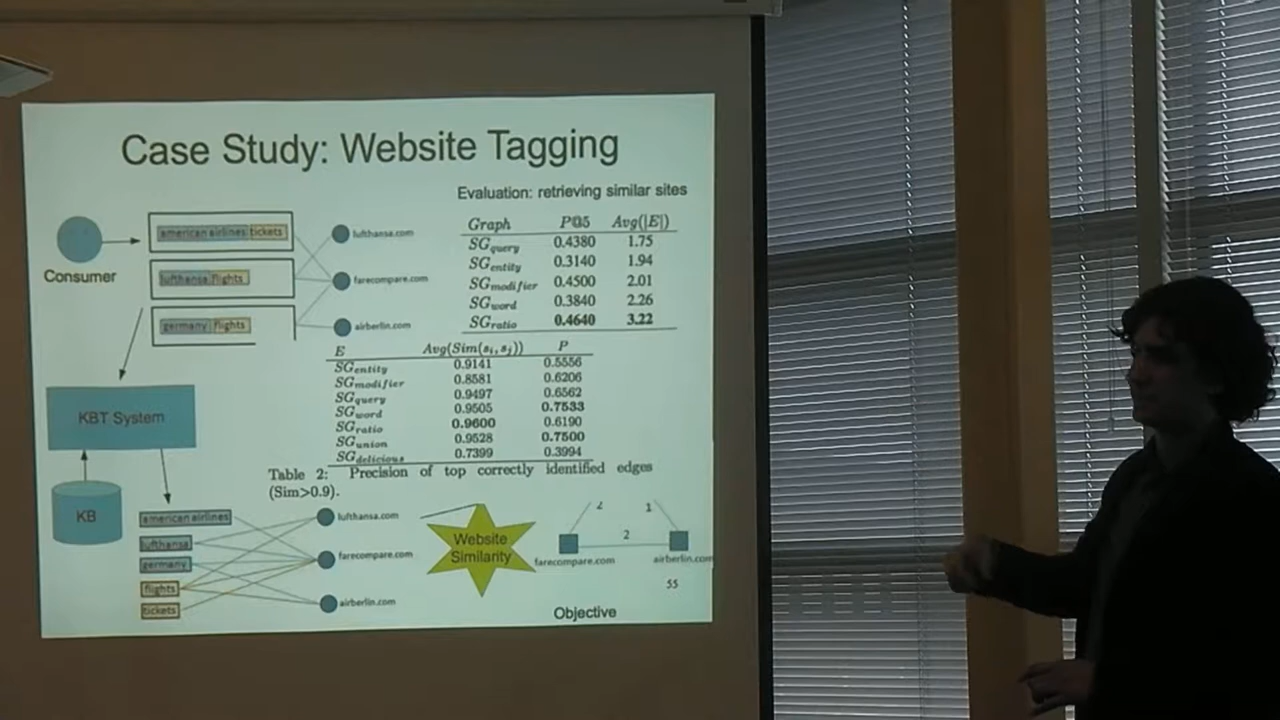 Case Study: Website Tagging
Evaluation: retrieving similar sites
Consumer
american airlines tickets
lufthansa flights
germany flights
lufthansa.com
farecompare.com
airberlin.com
Graph P@5 Avg(|E|)
SGquery 0.4380 1.75
SGentity 0.3140 1.94
SGmodifier 0.4500 2.01
SGword 0.3840 2.26
SGratio 0.4640 3.22
E Avg(Sim(si,sj)) P
SGentity 0.9141 0.5556
SGmodifier 0.8581 0.6206
SGquery 0.9497 0.6562
SGword 0.9505 0.7533
SGratio 0.9600 0.6190
SGunion 0.9528 0.7500
SGdelicious 0.7399 0.3994
Table 2: Precision of top correctly identified edges
(Sim>0.9).
KBT System
KB
american airlines
lufthansa
germany
flights
tickets
lufthansa.com
farecompare.com
airberlin.com
Website
Similarity
2 1
2
farecompare.com airberlin.com
55
Objective